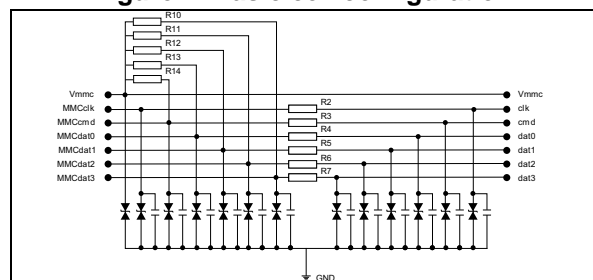 R10
R11
R12
R13
R14
Vmmc Vmmc
R2
MMCclk clk
R3
MMCcmd cmd
R4
MMCdat0 dat0
R5
MMCdat1 dat1
R6
MMCdat2 dat2
R7
MMCdat3 dat3
GND